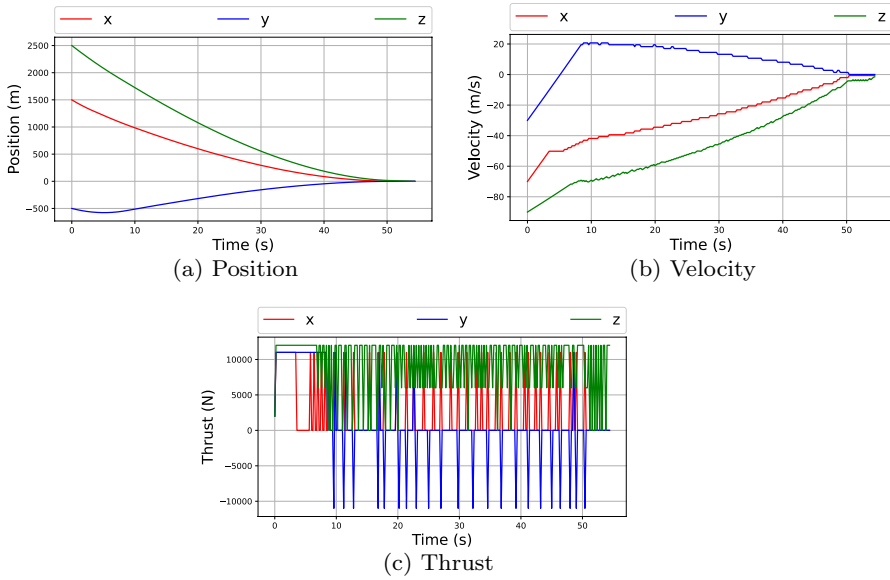 x y z
2500
2000
1500
1000
500
0
−500
0 10 20 30 40 50
Position (m)
Time (s)
(a) Position
x y z
20
0
−20
−40
−60
−80
0 10 20 30 40 50
Velocity (m/s)
Time (s)
(b) Velocity
x y z
10000
5000
0
−5000
−10000
0 10 20 30 40 50
Thrust (N)
Time (s)
(c) Thrust